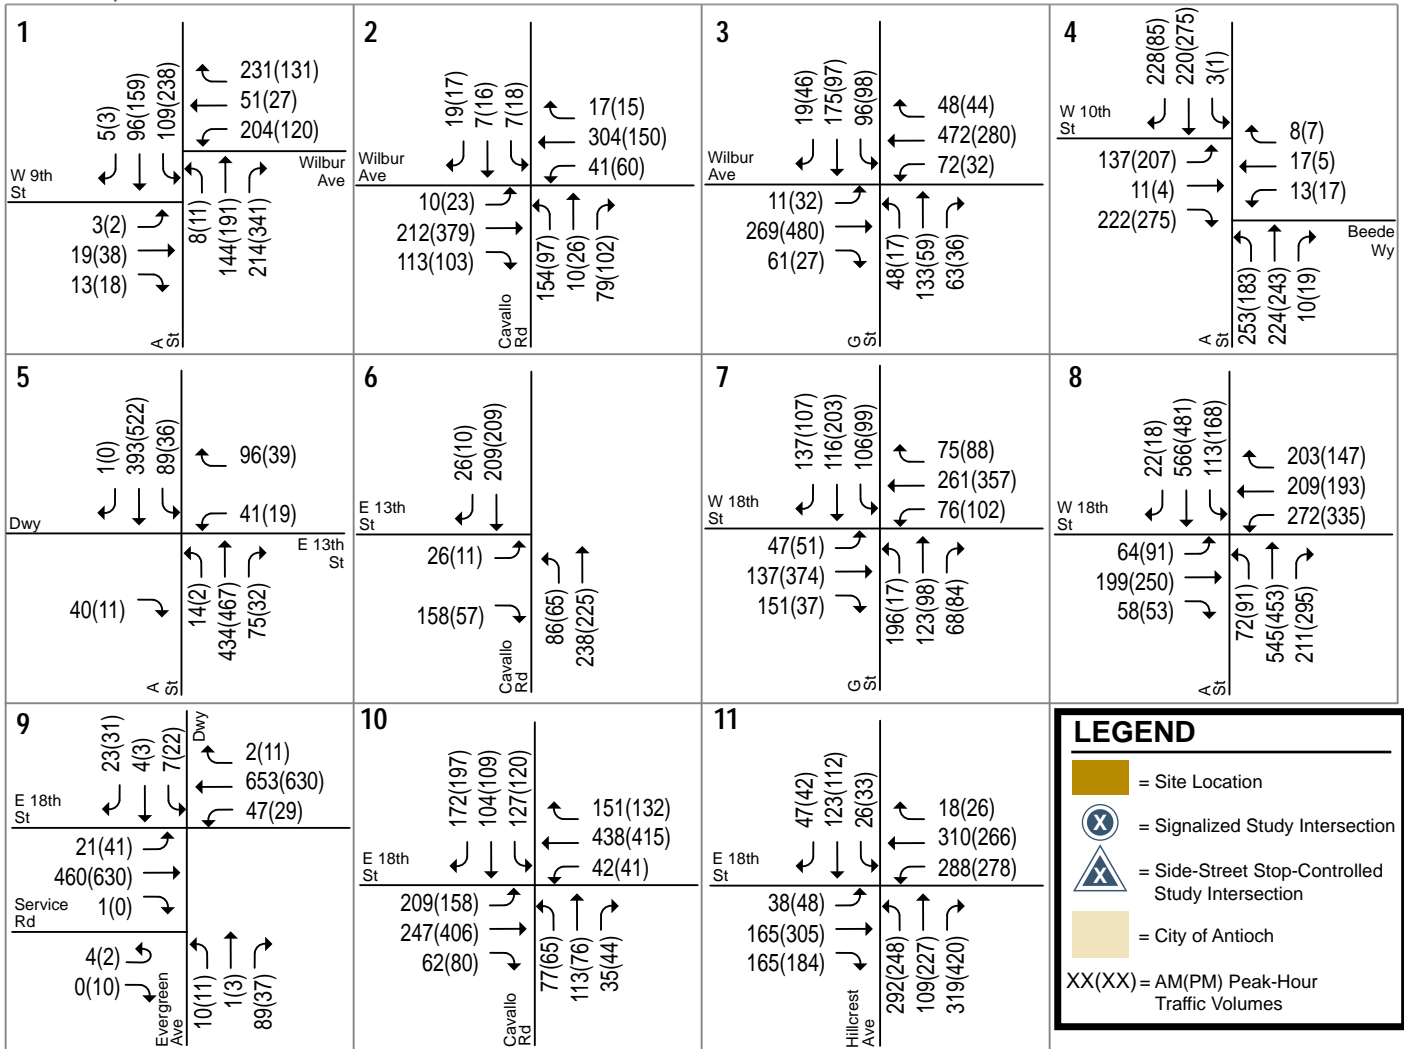 1
5(3)
96(159)
109(238)
231(131)
51(27)
204(120)
W 9th
St
Wilbur
Ave
3(2)
19(38)
13(18)
8(11)
144(191)
214(341)
A
St
2
19(17)
7(16)
7(18)
17(15)
304(150)
41(60)
Wilbur
Ave
10(23)
212(379)
113(103)
154(97)
10(26)
79(102)
Cavallo
Rd
3
19(46)
175(97)
96(98)
48(44)
472(280)
72(32)
Wilbur
Ave
11(32)
269(480)
61(27)
48(17)
133(59)
63(36)
G
St
4
228(85)
220(275)
3(1)
W 10th
St
8(7)
17(5)
13(17)
137(207)
11(4)
222(275)
Beede
Wy
253(183)
224(243)
10(19)
A
St
5
1(0)
393(522)
89(36)
96(39)
41(19)
Dwy
E 13th
St
40(11)
14(2)
434(467)
75(32)
A
St
6
26(10)
209(209)
E 13th
St
26(11)
158(57)
86(65)
238(225)
Cavallo
Rd
7
137(107)
116(203)
106(99)
75(88)
261(357)
76(102)
W 18th
St
47(51)
137(374)
151(37)
196(17)
123(98)
68(84)
G
St
8
22(18)
566(481)
113(168)
203(147)
209(193)
272(335)
W 18th
St
64(91)
199(250)
58(53)
72(91)
545(453)
211(295)
A
St
9
23(31)
4(3)
7(22)
Dwy
2(11)
653(630)
47(29)
E 18th
St
21(41)
460(630)
1(0)
Service
Rd
4(2)
0(10)
10(11)
1(3)
89(37)
Evergreen
Ave
10
172(197)
104(109)
127(120)
151(132)
438(415)
42(41)
E 18th
St
209(158)
247(406)
62(80)
77(65)
113(76)
35(44)
Cavallo
Rd
11
47(42)
123(112)
26(33)
18(26)
310(266)
288(278)
E 18th
St
38(48)
165(305)
165(184)
292(248)
109(227)
319(420)
Hillcrest
Ave
LEGEND
= Site Location
X = Signalized Study Intersection
X = Side-Street Stop-Controlled
Study Intersection
= City of Antioch
XX(XX) = AM(PM) Peak-Hour
Traffic Volumes